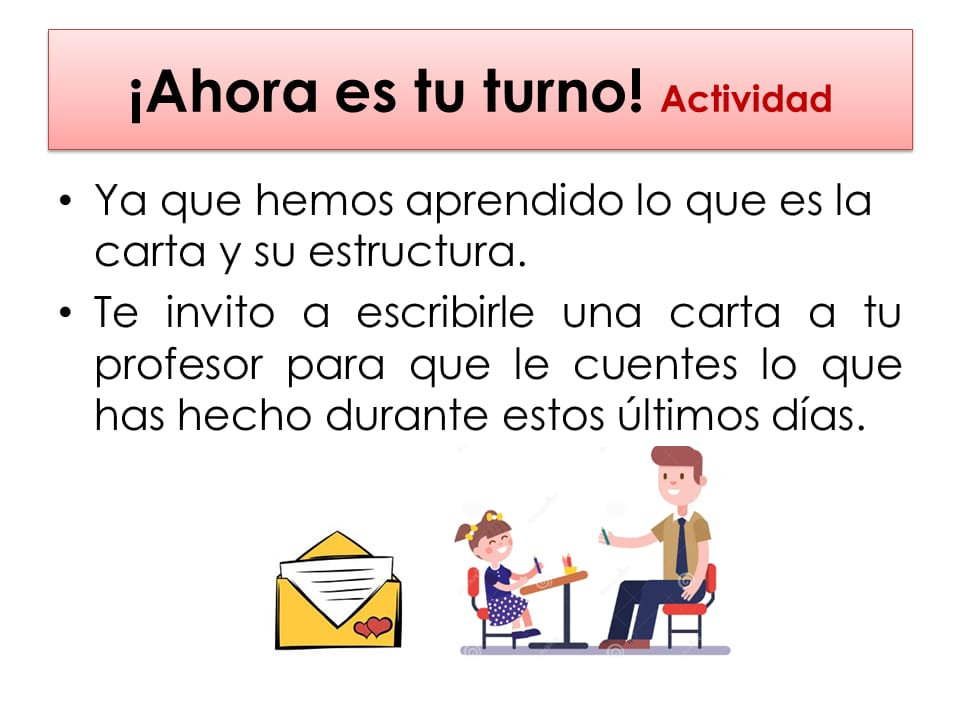 ¡Ahora es tu turno! Actividad
• Ya que hemos aprendido lo que es la
carta y su estructura.
• Te invito a escribirle una carta a tu
profesor para que le cuentes lo que
has hecho durante estos últimos días.